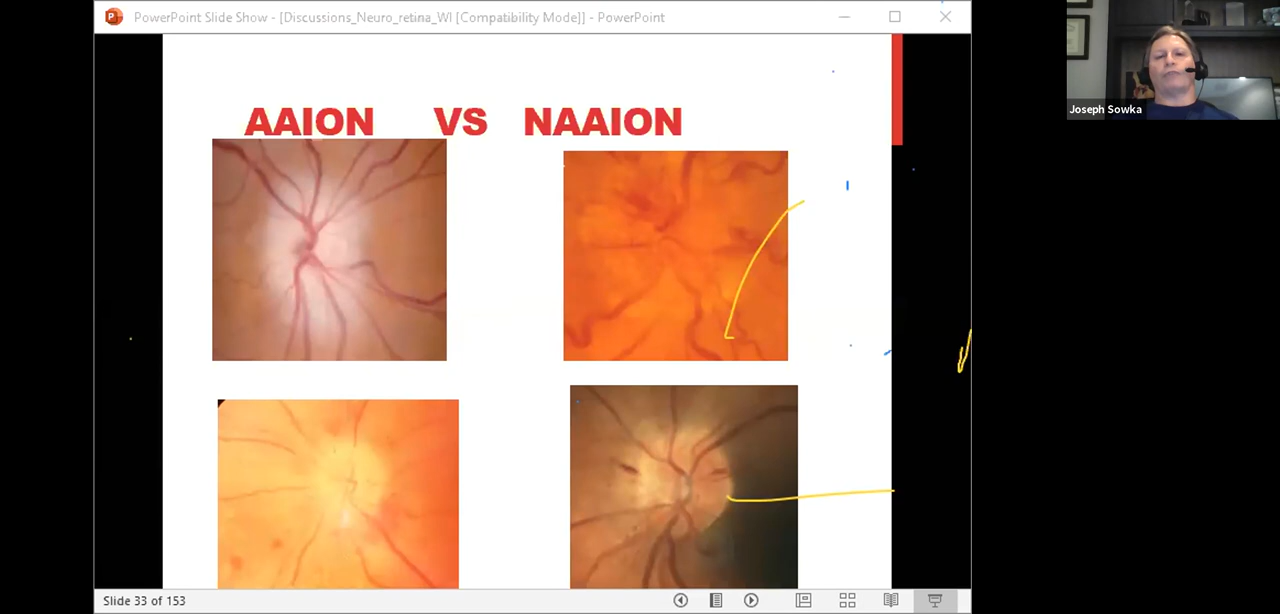 PowerPoint Slide Show - [Discussions_Neuro_retina_WI [Compatibility Mode]] - PowerPoint
Joseph Sowka
AAION VS NAAION
Slide 33 of 153